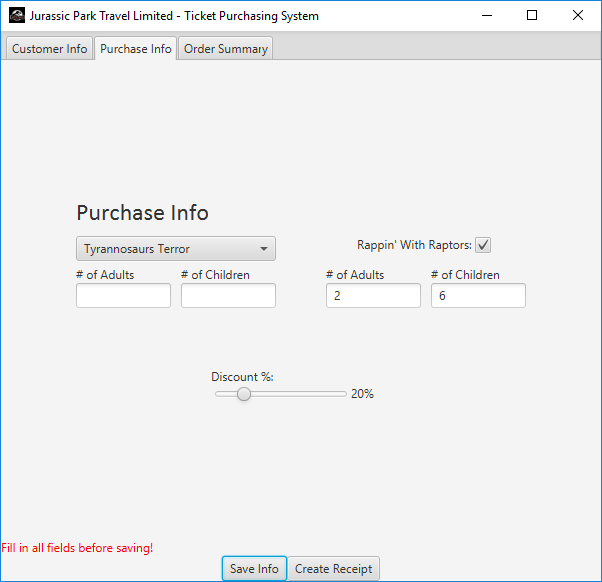 Jurassic Park Travel Limited - Ticket Purchasing System
Customer Info Purchase Info Order Summary
Purchase Info
Tyrannosaurs Terror
Rappin' With Raptors:
# of Adults # of Children # of Adults # of Children
2 6
Discount %:
20%
Fill in all fields before saving!
Save Info Create Receipt